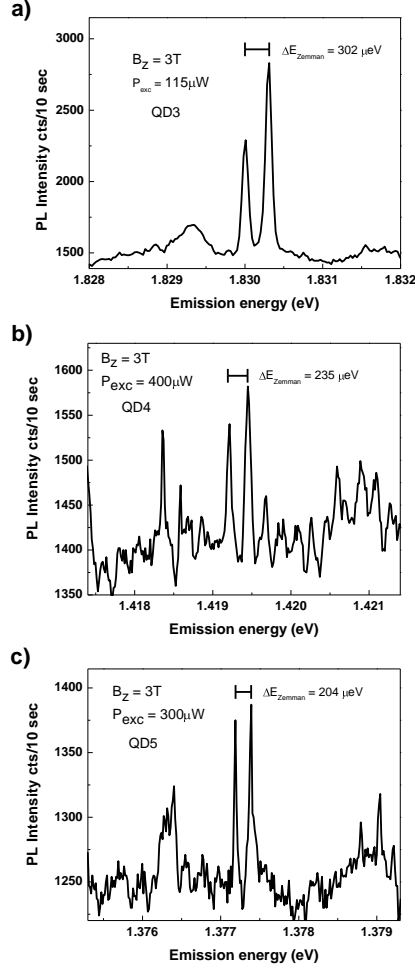 a)
3000
2500
2000
1500
PL Intensity cts/10 sec
B_Z = 3T
P_exc = 115µW
QD3
ΔE_Zemman = 302 µeV
1.828 1.829 1.830 1.831 1.832
Emission energy (eV)
b)
1600
1550
1500
1450
1400
1350
PL Intensity cts/10 sec
B_Z = 3T
P_exc = 400µW
QD4
ΔE_Zemman = 235 µeV
1.418 1.419 1.420 1.421
Emission energy (eV)
c)
1400
1350
1300
1250
PL Intensity cts/10 sec
B_Z = 3T
P_exc = 300µW
QD5
ΔE_Zemman = 204 µeV
1.376 1.377 1.378 1.379
Emission energy (eV)